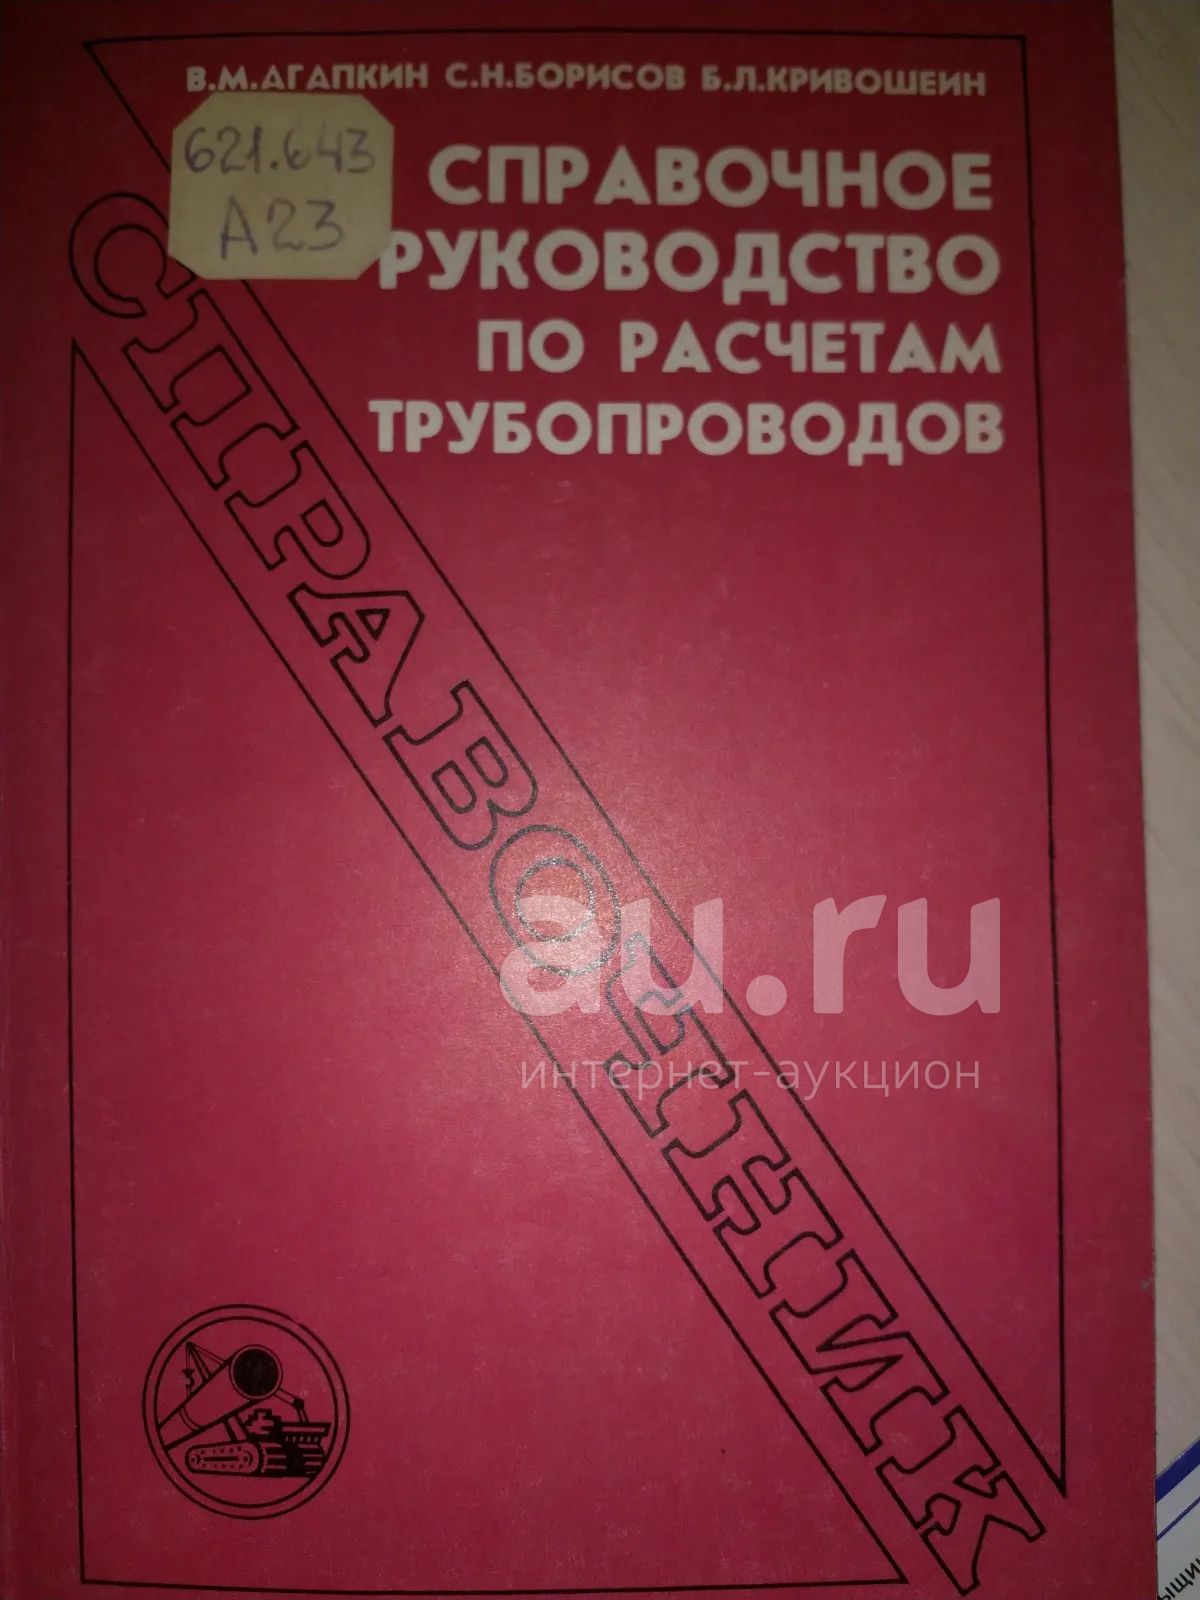 В.М.АГАПКИН С.Н.БОРИСОВ Б.Л.КРИВОШЕИН
621.643
А23
СПРАВОЧНОЕ
РУКОВОДСТВО
ПО РАСЧЕТАМ
ТРУБОПРОВОДОВ
СПРАВОЧНИК
au.ru
интернет-аукцион